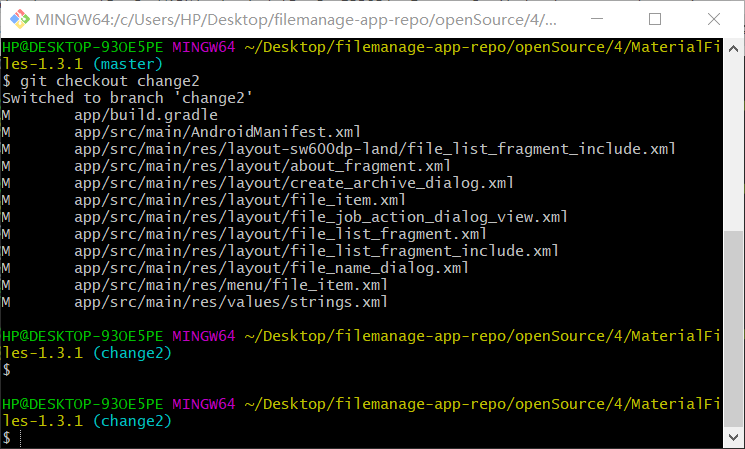 MINGW64:/c/Users/HP/Desktop/filemanage-app-repo/openSource/4/...
HP@DESKTOP-93OE5PE MINGW64 ~/Desktop/filemanage-app-repo/openSource/4/MaterialFi
les-1.3.1 (master)
$ git checkout change2
Switched to branch 'change2'
M       app/build.gradle
M       app/src/main/AndroidManifest.xml
M       app/src/main/res/layout-sw600dp-land/file_list_fragment_include.xml
M       app/src/main/res/layout/about_fragment.xml
M       app/src/main/res/layout/create_archive_dialog.xml
M       app/src/main/res/layout/file_item.xml
M       app/src/main/res/layout/file_job_action_dialog_view.xml
M       app/src/main/res/layout/file_list_fragment.xml
M       app/src/main/res/layout/file_list_fragment_include.xml
M       app/src/main/res/layout/file_name_dialog.xml
M       app/src/main/res/menu/file_item.xml
M       app/src/main/res/values/strings.xml
HP@DESKTOP-93OE5PE MINGW64 ~/Desktop/filemanage-app-repo/openSource/4/MaterialFi
les-1.3.1 (change2)
$
HP@DESKTOP-93OE5PE MINGW64 ~/Desktop/filemanage-app-repo/openSource/4/MaterialFi
les-1.3.1 (change2)
$